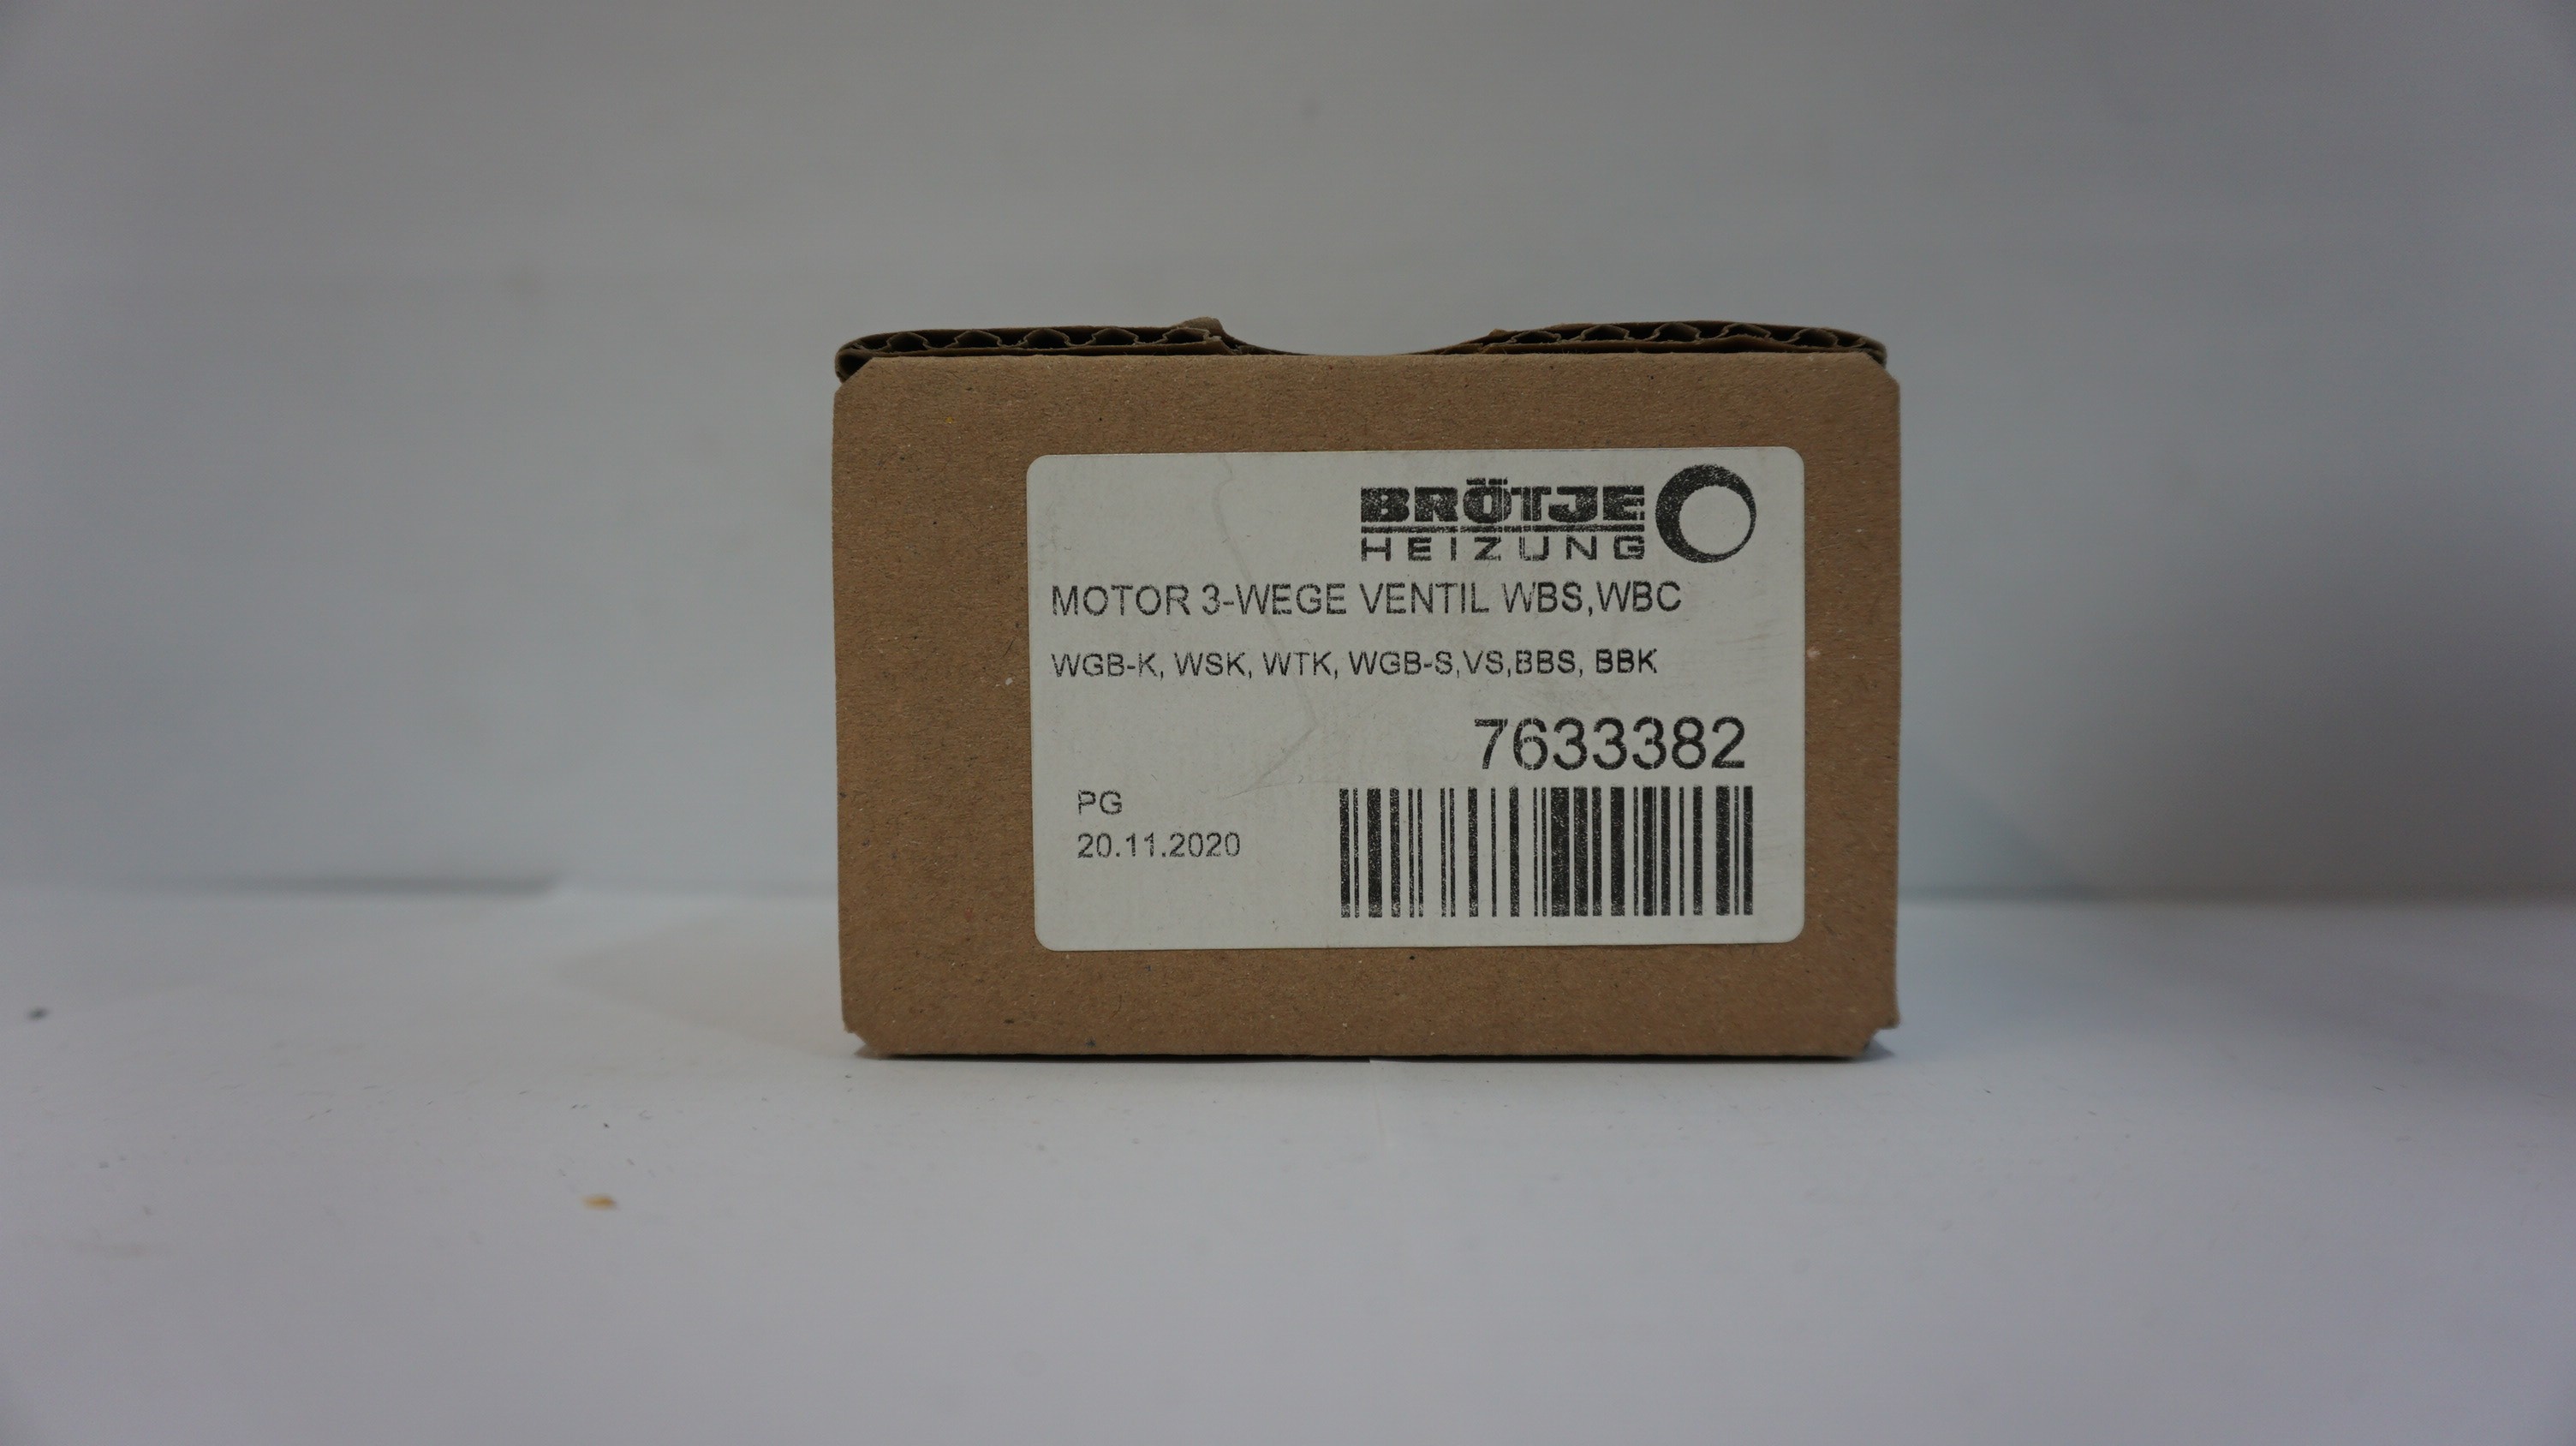 BRÖTJE
HEIZUNG
MOTOR 3-WEGE VENTIL WBS,WBC
WGB-K, WSK, WTK, WGB-S,VS,BBS, BBK
7633382
PG
20.11.2020